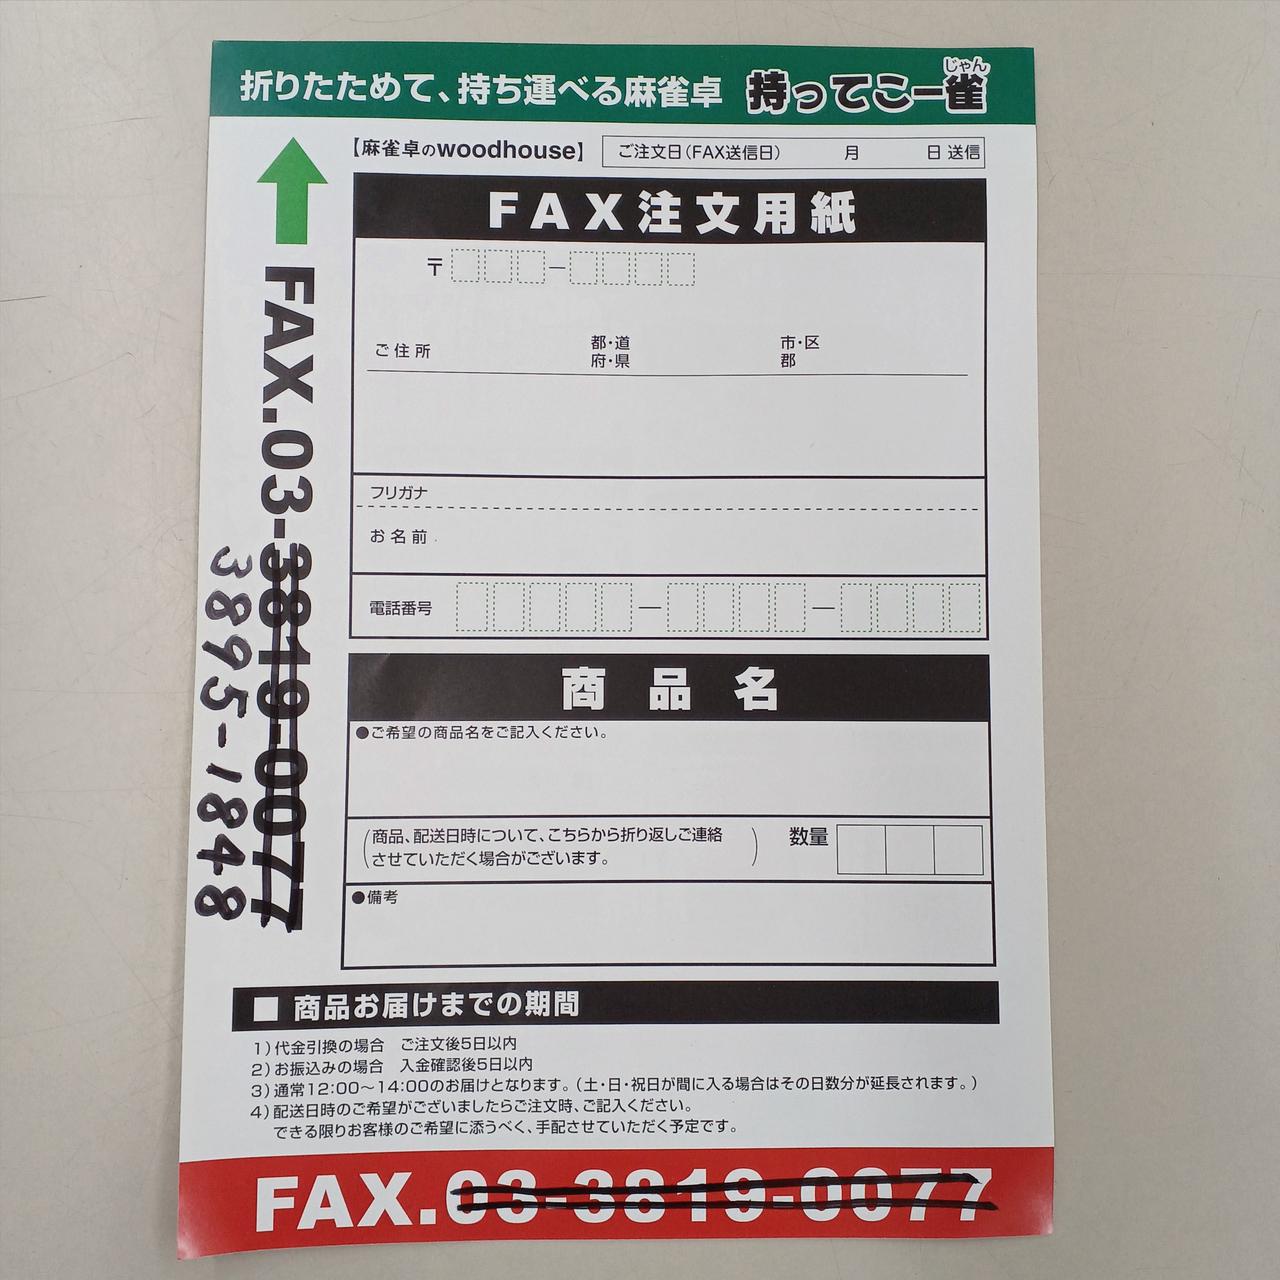 折りたためて、持ち運べる麻雀卓 持ってこー雀
じゃん
【麻雀卓のwoodhouse】 ご注文日(FAX送信日) 月 日 送信
FAX注文用紙
〒 －
ご住所 都・道 市・区
府・県 郡
フリガナ
お名前
電話番号 － －
商品名
●ご希望の商品名をご記入ください。
(商品、配送日時について、こちらから折り返しご連絡
させていただく場合がございます。) 数量
●備考
■ 商品お届けまでの期間
1)代金引換の場合 ご注文後5日以内
2)お振込みの場合 入金確認後5日以内
3)通常12:00〜14:00のお届けとなります。(土・日・祝日が間に入る場合はその日数分が延長されます。)
4)配送日時のご希望がございましたらご注文時、ご記入ください。
できる限りお客様のご希望に添うべく、手配させていただく予定です。
FAX.03-3819-0077
3895-1848
FAX.03-3819-0077